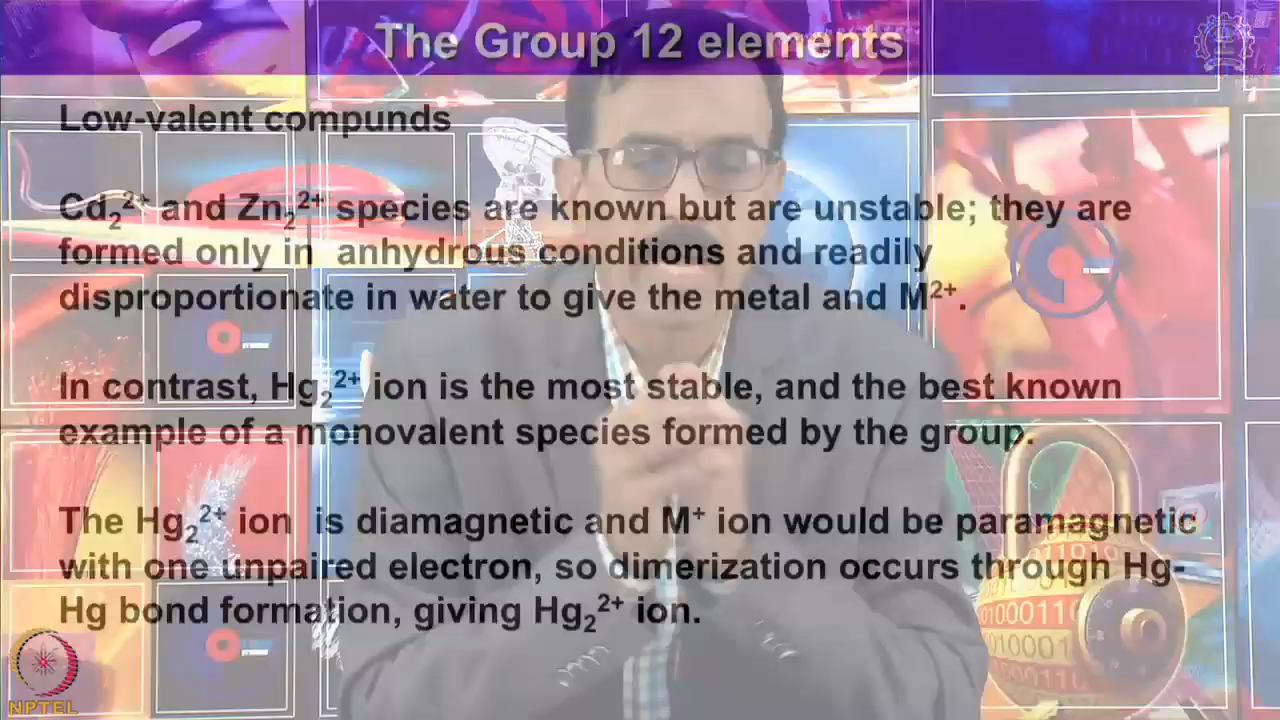 The Group 12 elements
Low-valent compunds
Cd₂²⁺ and Zn₂²⁺ species are known but are unstable; they are
formed only in anhydrous conditions and readily
disproportionate in water to give the metal and M²⁺.
In contrast, Hg₂²⁺ ion is the most stable, and the best known
example of a monovalent species formed by the group.
The Hg₂²⁺ ion is diamagnetic and M⁺ ion would be paramagnetic
with one unpaired electron, so dimerization occurs through Hg-
Hg bond formation, giving Hg₂²⁺ ion.
NPTEL